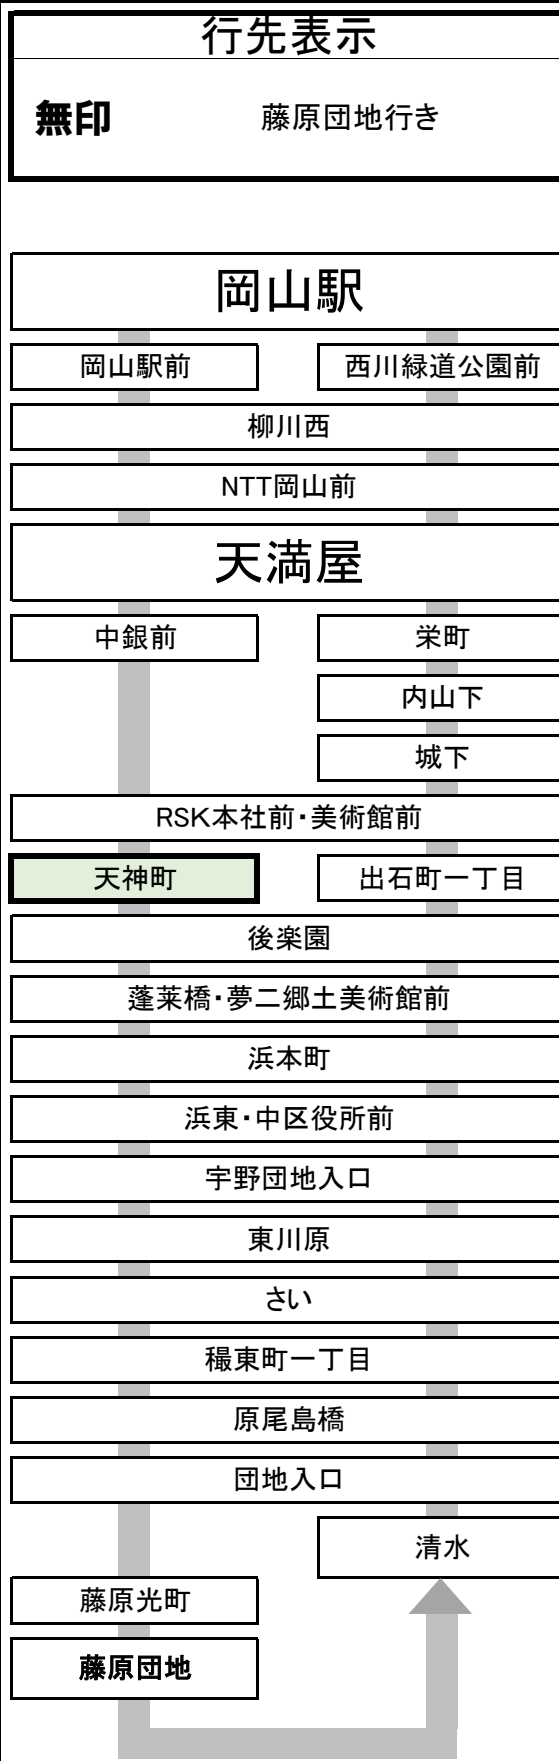 行先表示
無印 藤原団地行き
岡山駅
岡山駅前 西川緑道公園前
柳川西
NTT岡山前
天満屋
中銀前 栄町
内山下
城下
RSK本社前・美術館前
天神町 出石町一丁目
後楽園
蓬莱橋・夢二郷土美術館前
浜本町
浜東・中区役所前
宇野団地入口
東川原
さい
穝東町一丁目
原尾島橋
団地入口
清水
藤原光町
藤原団地